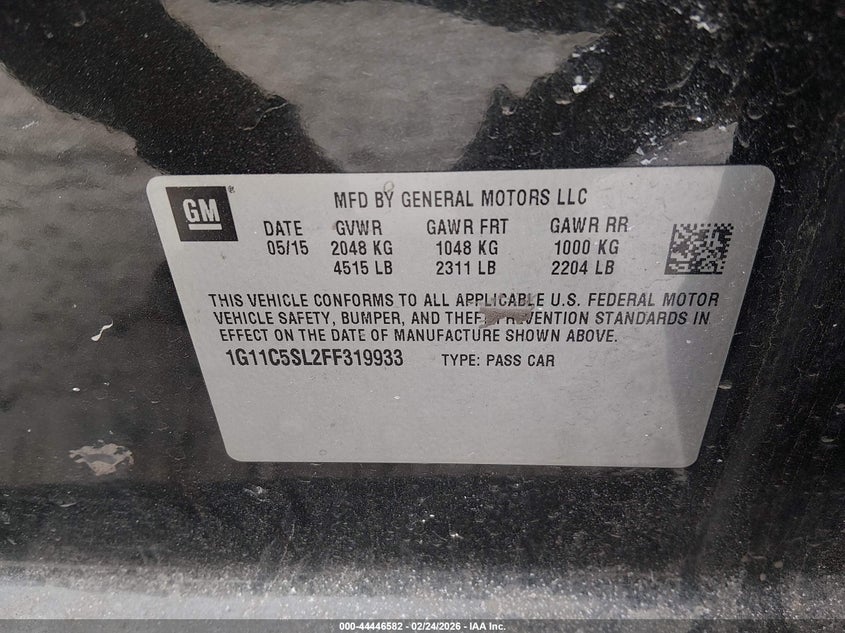 GM®
MFD BY GENERAL MOTORS LLC
DATE GVWR GAWR FRT GAWR RR
05/15 2048 KG 1048 KG 1000 KG
4515 LB 2311 LB 2204 LB
THIS VEHICLE CONFORMS TO ALL APPLICABLE U.S. FEDERAL MOTOR
VEHICLE SAFETY, BUMPER, AND THEFT PREVENTION STANDARDS IN
EFFECT ON THE DATE OF MANUFACTURE SHOWN ABOVE.
1G11C5SL2FF319933 TYPE: PASS CAR
000-44446582 - 02/24/2026 - IAA Inc.